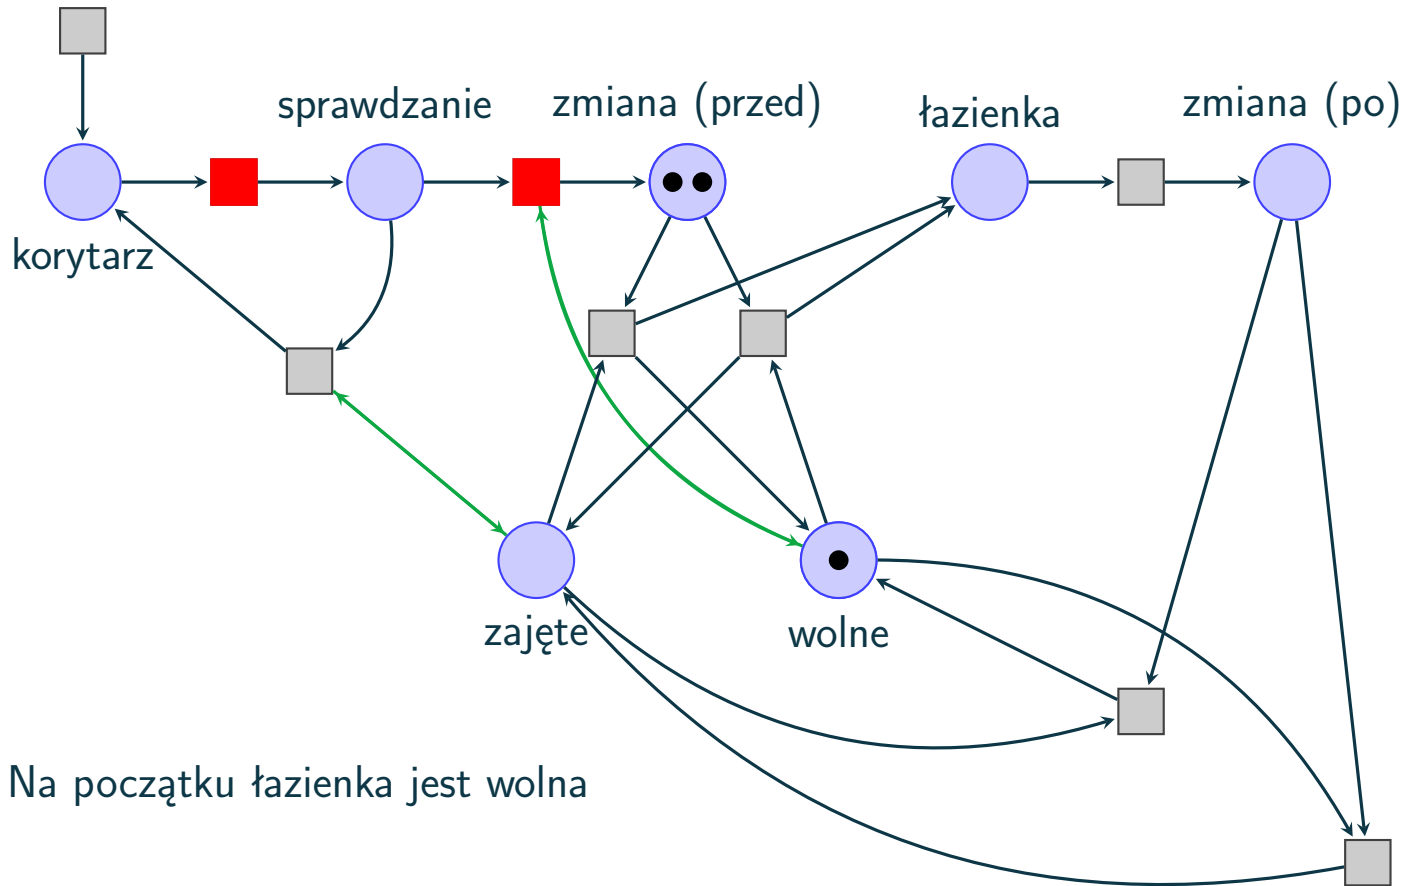 sprawdzanie
zmiana (przed)
łazienka
zmiana (po)
korytarz
zajęte
wolne
Na początku łazienka jest wolna